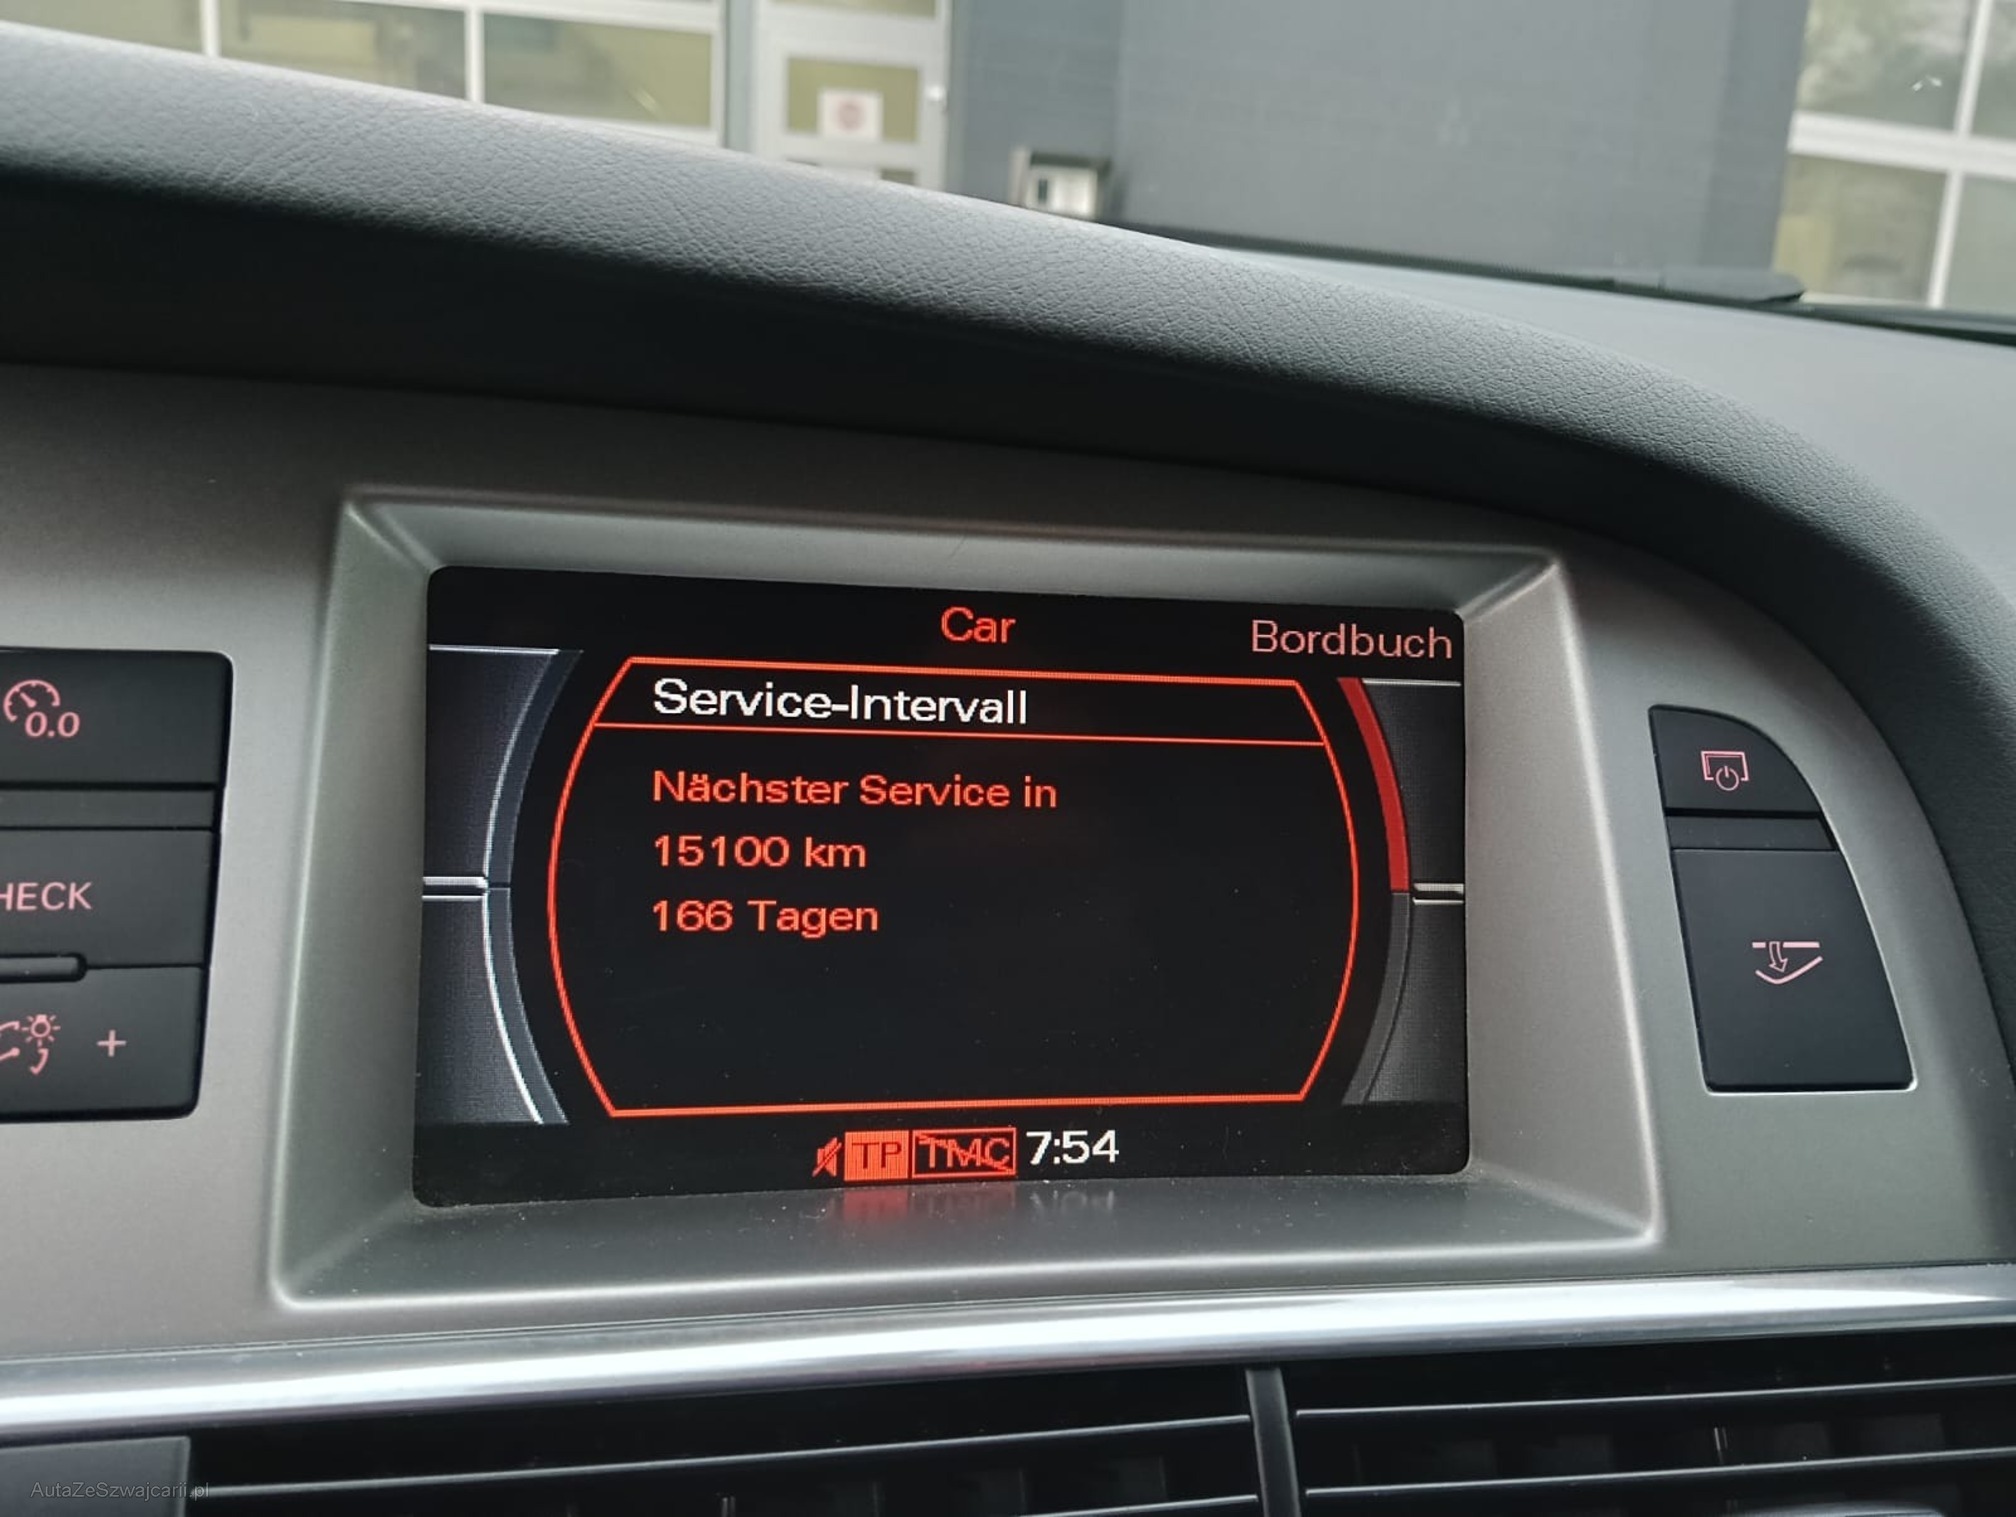 Car
Bordbuch
Service-Intervall
Nächster Service in
15100 km
166 Tagen
TP TMC 7:54
0.0
HECK
+
AutaZeSzwajcarii.pl